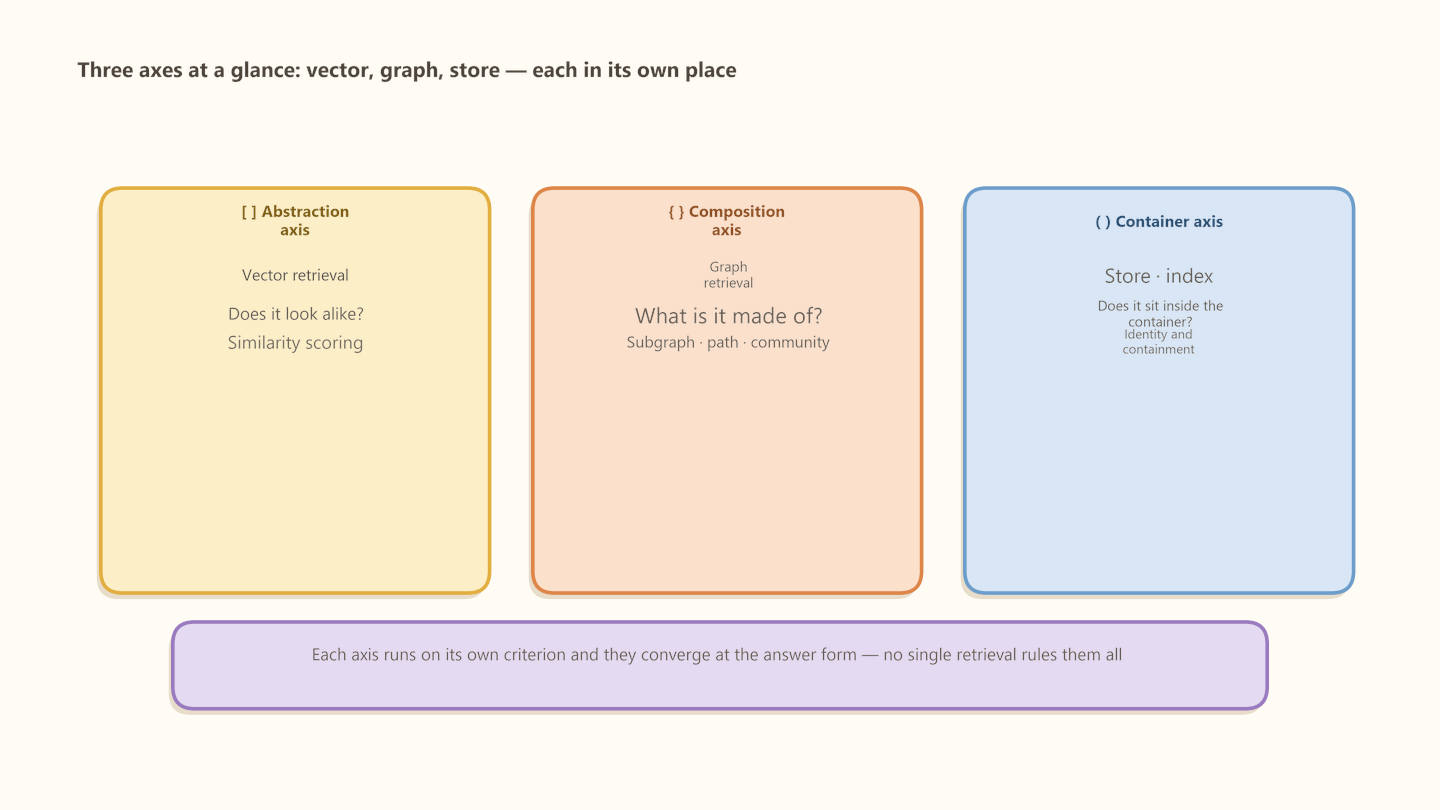 Three axes at a glance: vector, graph, store — each in its own place
[ ] Abstraction
axis
Vector retrieval
Does it look alike?
Similarity scoring
{ } Composition
axis
Graph
retrieval
What is it made of?
Subgraph · path · community
( ) Container axis
Store · index
Does it sit inside the
container?
Identity and
containment
Each axis runs on its own criterion and they converge at the answer form — no single retrieval rules them all